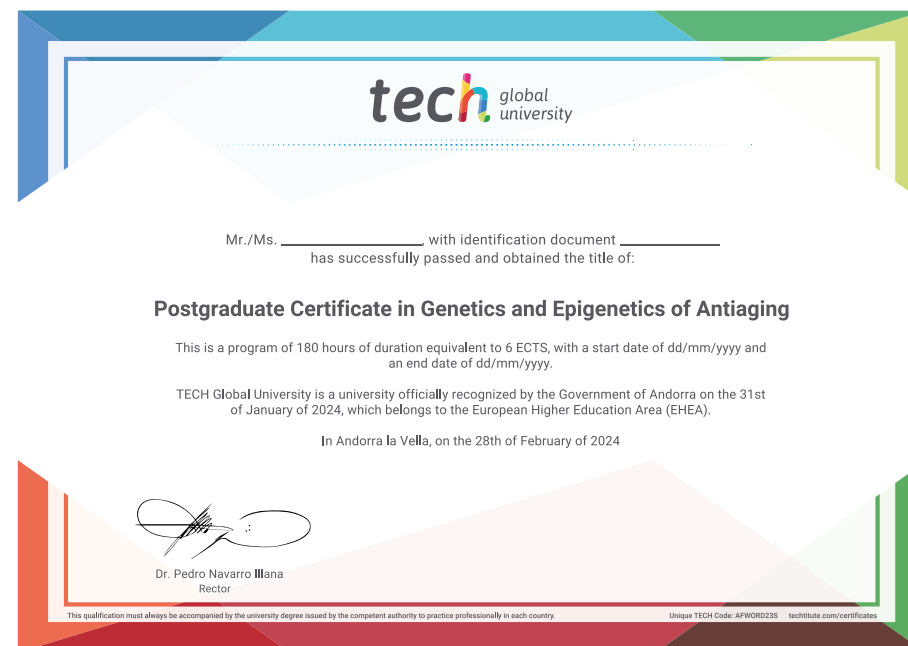 tech global university
Mr./Ms. ____________, with identification document ____________
has successfully passed and obtained the title of:
Postgraduate Certificate in Genetics and Epigenetics of Antiaging
This is a program of 180 hours of duration equivalent to 6 ECTS, with a start date of dd/mm/yyyy and
an end date of dd/mm/yyyy.
TECH Global University is a university officially recognized by the Government of Andorra on the 31st
of January of 2024, which belongs to the European Higher Education Area (EHEA).
In Andorra la Vella, on the 28th of February of 2024
Dr. Pedro Navarro Illana
Rector
This qualification must always be accompanied by the university degree issued by the competent authority to practice professionally in each country.
Unique TECH Code: AFWORD23S techtitute.com/certificates